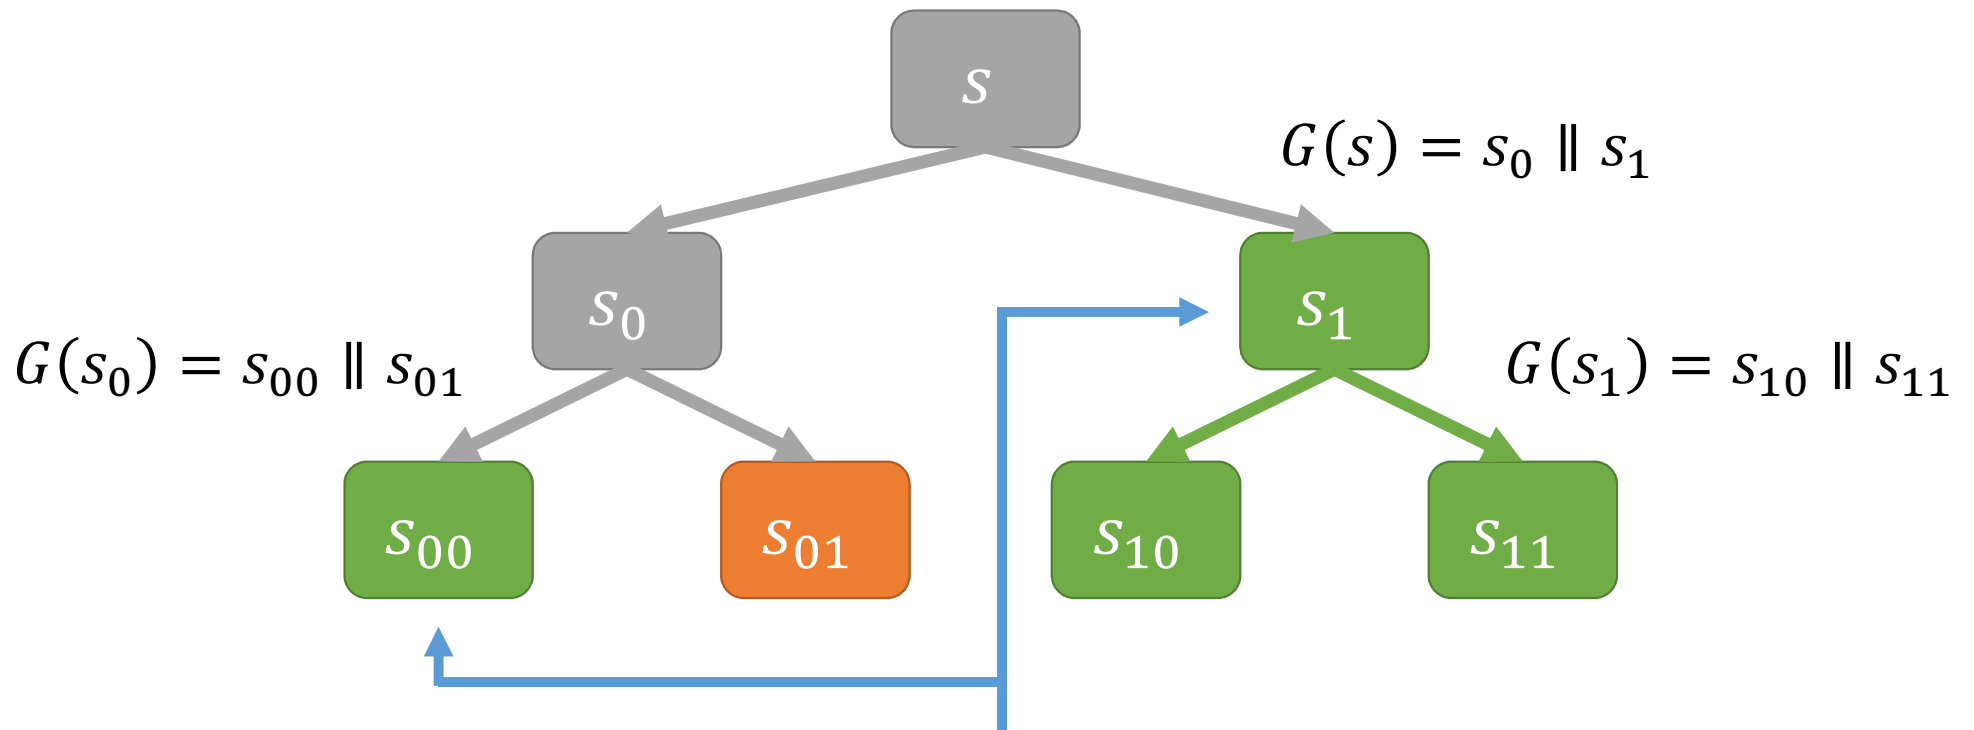 s
G(s) = s₀ ∥ s₁
s₀
s₁
G(s₀) = s₀₀ ∥ s₀₁
G(s₁) = s₁₀ ∥ s₁₁
s₀₀
s₀₁
s₁₀
s₁₁